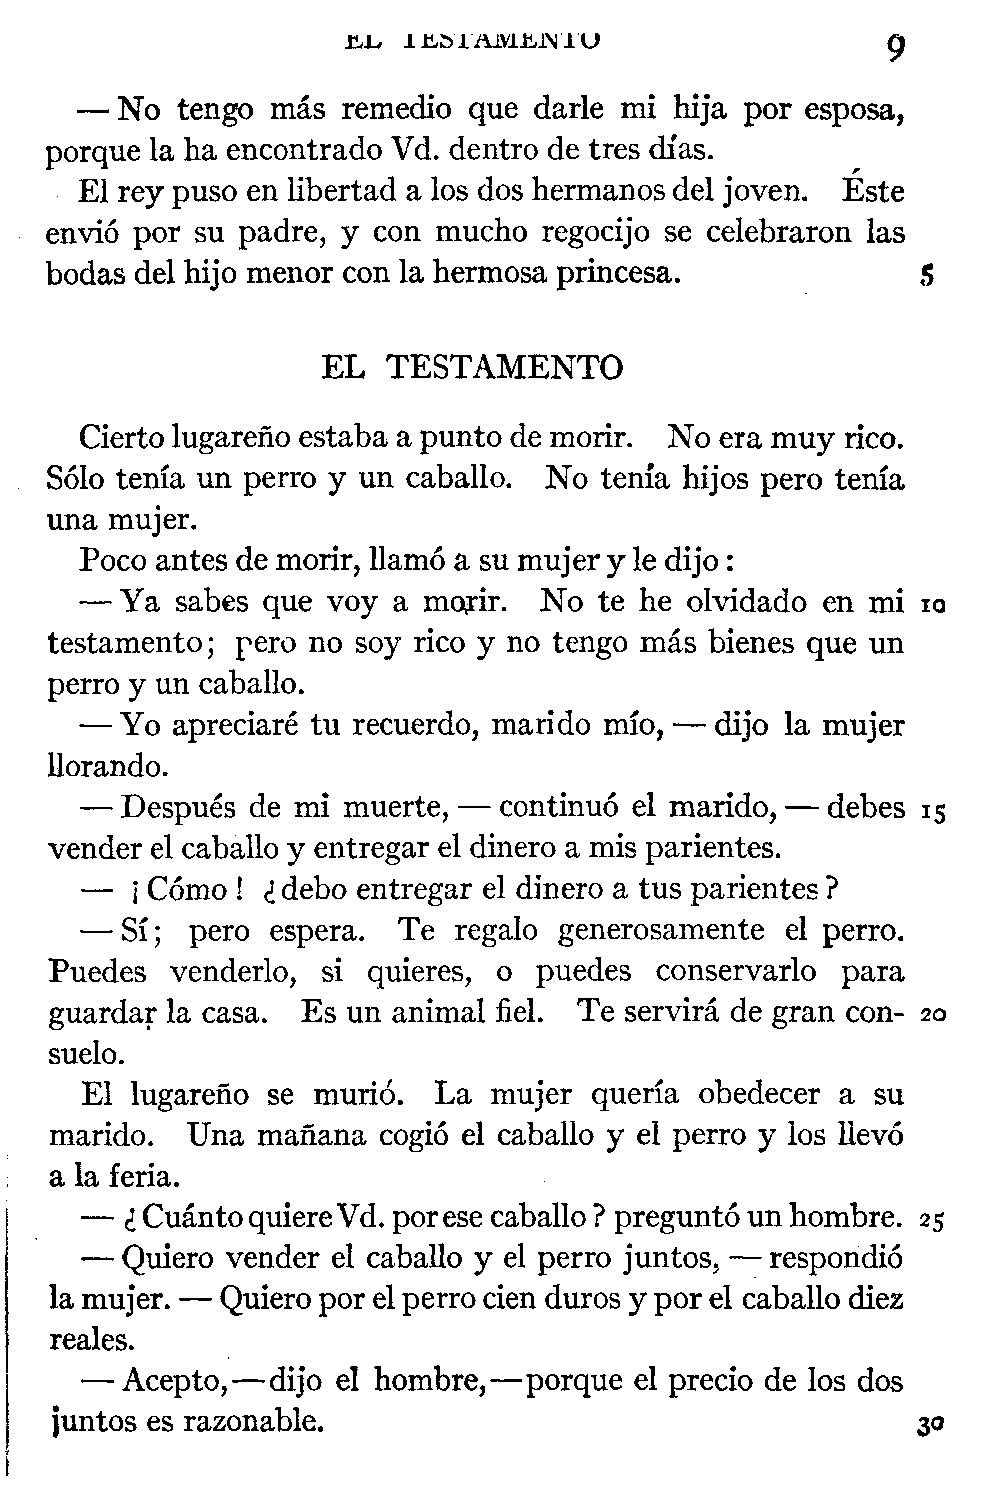 EL TESTAMENTO 9
— No tengo más remedio que darle mi hija por esposa,
porque la ha encontrado Vd. dentro de tres días.
El rey puso en libertad a los dos hermanos del joven. Éste
envió por su padre, y con mucho regocijo se celebraron las
bodas del hijo menor con la hermosa princesa. 5
EL TESTAMENTO
Cierto lugareño estaba a punto de morir. No era muy rico.
Sólo tenía un perro y un caballo. No tenía hijos pero tenía
una mujer.
Poco antes de morir, llamó a su mujer y le dijo :
— Ya sabes que voy a morir. No te he olvidado en mi 10
testamento; pero no soy rico y no tengo más bienes que un
perro y un caballo.
— Yo apreciaré tu recuerdo, marido mío, — dijo la mujer
llorando.
— Después de mi muerte, — continuó el marido, — debes 15
vender el caballo y entregar el dinero a mis parientes.
— ¡ Cómo ! ¿ debo entregar el dinero a tus parientes ?
— Sí; pero espera. Te regalo generosamente el perro.
Puedes venderlo, si quieres, o puedes conservarlo para
guardar la casa. Es un animal fiel. Te servirá de gran con- 20
suelo.
El lugareño se murió. La mujer quería obedecer a su
marido. Una mañana cogió el caballo y el perro y los llevó
a la feria.
— ¿ Cuánto quiere Vd. por ese caballo ? preguntó un hombre. 25
— Quiero vender el caballo y el perro juntos, — respondió
la mujer. — Quiero por el perro cien duros y por el caballo diez
reales.
— Acepto,—dijo el hombre,—porque el precio de los dos
juntos es razonable. 30